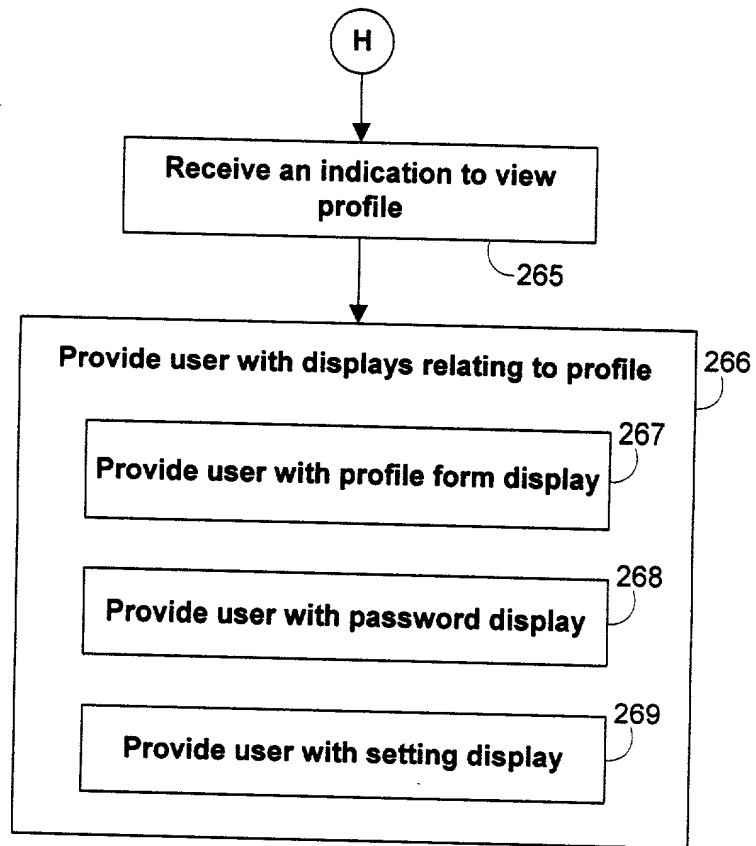 H
Receive an indication to view
profile
265
Provide user with displays relating to profile
266
267
Provide user with profile form display
268
Provide user with password display
269
Provide user with setting display